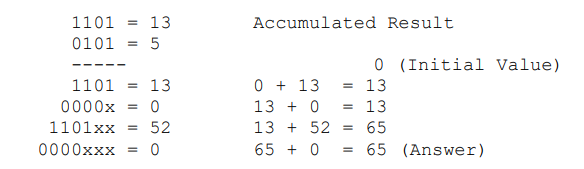 1101 = 13 Accumulated Result
0101 = 5
-----
0 (Initial Value)
1101 = 13 0 + 13 = 13
0000x = 0 13 + 0 = 13
1101xx = 52 13 + 52 = 65
0000xxx = 0 65 + 0 = 65 (Answer)